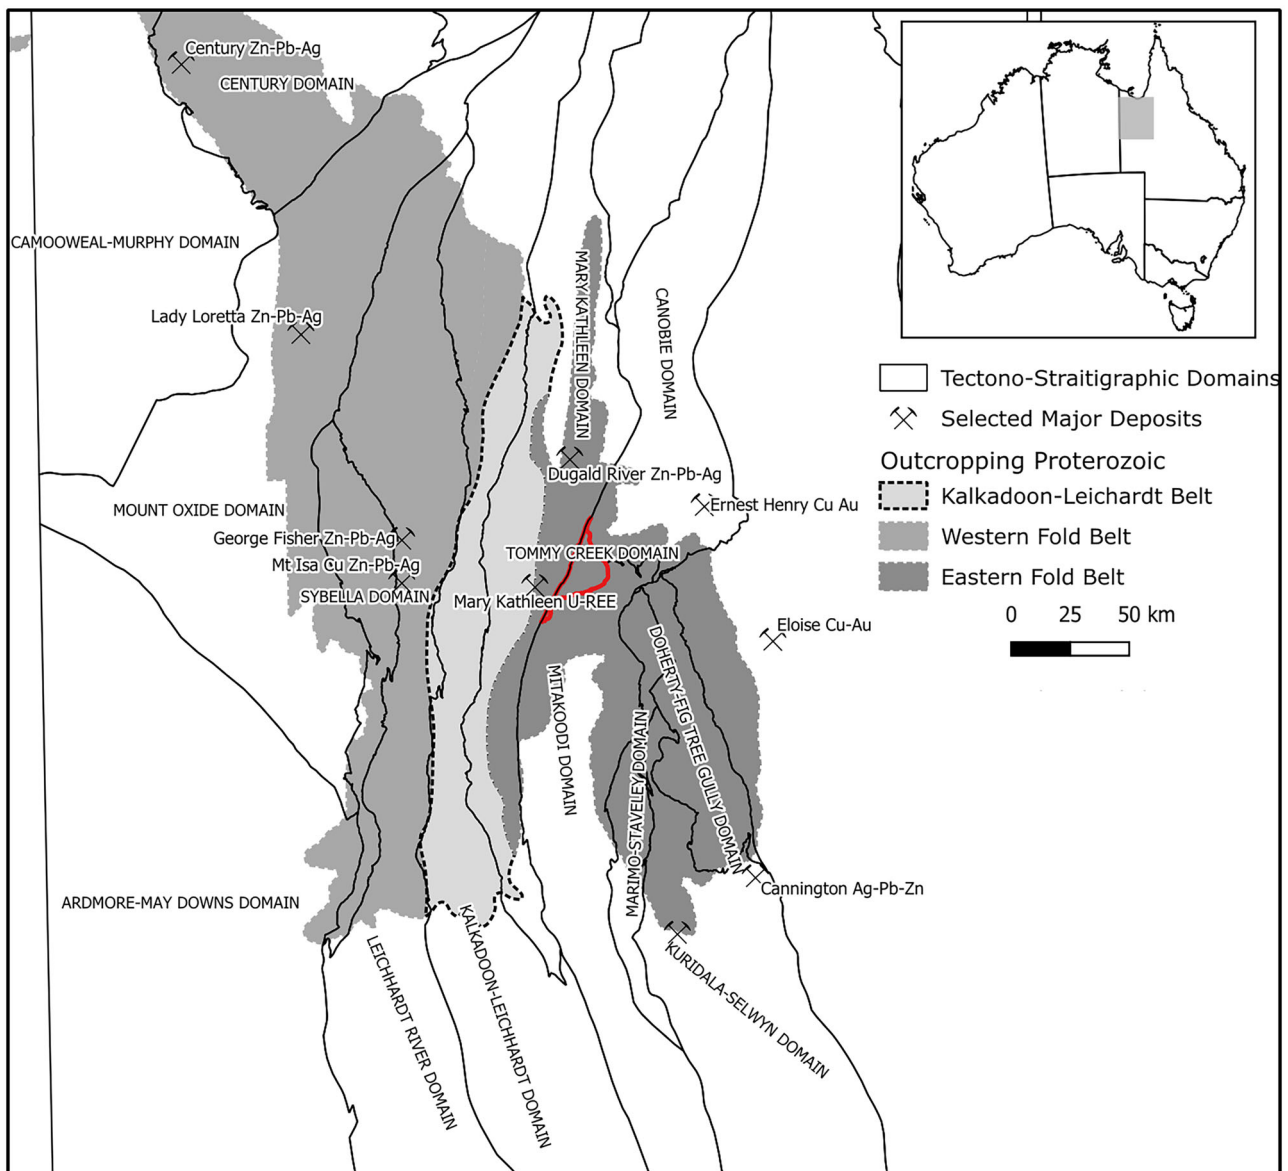 Century Zn-Pb-Ag
CENTURY DOMAIN
CAMOOWEAL-MURPHY DOMAIN
Lady Loretta Zn-Pb-Ag
MARY KATHLEEN DOMAIN
CANOBIE DOMAIN
Tectono-Straitigraphic Domains
Selected Major Deposits
Outcropping Proterozoic
Kalkadoon-Leichardt Belt
Western Fold Belt
Eastern Fold Belt
0 25 50 km
Dugald River Zn-Pb-Ag
Ernest Henry Cu Au
MOUNT OXIDE DOMAIN
George Fisher Zn-Pb-Ag
TOMMY CREEK DOMAIN
Mt Isa Cu Zn-Pb-Ag
SYBELLA DOMAIN
Mary Kathleen U-REE
Eloise Cu-Au
DOHERTY-FIG TREE GULLY DOMAIN
MITAKOODI DOMAIN
MARIMO-STAVELEY DOMAIN
Cannington Ag-Pb-Zn
ARDMORE-MAY DOWNS DOMAIN
KURIDALA-SELWYN DOMAIN
LEICHHARDT RIVER DOMAIN
KALKADOON-LEICHHARDT DOMAIN